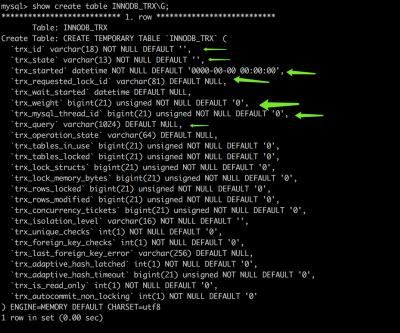 mysql> show create table INNODB_TRX\G;
*************************** 1. row ***************************
Table: INNODB_TRX
Create Table: CREATE TEMPORARY TABLE `INNODB_TRX` (
`trx_id` varchar(18) NOT NULL DEFAULT '',
`trx_state` varchar(13) NOT NULL DEFAULT '',
`trx_started` datetime NOT NULL DEFAULT '0000-00-00 00:00:00',
`trx_requested_lock_id` varchar(81) DEFAULT NULL,
`trx_wait_started` datetime DEFAULT NULL,
`trx_weight` bigint(21) unsigned NOT NULL DEFAULT '0',
`trx_mysql_thread_id` bigint(21) unsigned NOT NULL DEFAULT '0',
`trx_query` varchar(1024) DEFAULT NULL,
`trx_operation_state` varchar(64) DEFAULT NULL,
`trx_tables_in_use` bigint(21) unsigned NOT NULL DEFAULT '0',
`trx_tables_locked` bigint(21) unsigned NOT NULL DEFAULT '0',
`trx_lock_structs` bigint(21) unsigned NOT NULL DEFAULT '0',
`trx_lock_memory_bytes` bigint(21) unsigned NOT NULL DEFAULT '0',
`trx_rows_locked` bigint(21) unsigned NOT NULL DEFAULT '0',
`trx_rows_modified` bigint(21) unsigned NOT NULL DEFAULT '0',
`trx_concurrency_tickets` bigint(21) unsigned NOT NULL DEFAULT '0',
`trx_isolation_level` varchar(16) NOT NULL DEFAULT '',
`trx_unique_checks` int(1) NOT NULL DEFAULT '0',
`trx_foreign_key_checks` int(1) NOT NULL DEFAULT '0',
`trx_last_foreign_key_error` varchar(256) DEFAULT NULL,
`trx_adaptive_hash_latched` int(1) NOT NULL DEFAULT '0',
`trx_adaptive_hash_timeout` bigint(21) unsigned NOT NULL DEFAULT '0',
`trx_is_read_only` int(1) NOT NULL DEFAULT '0',
`trx_autocommit_non_locking` int(1) NOT NULL DEFAULT '0'
) ENGINE=MEMORY DEFAULT CHARSET=utf8
1 row in set (0.00 sec)